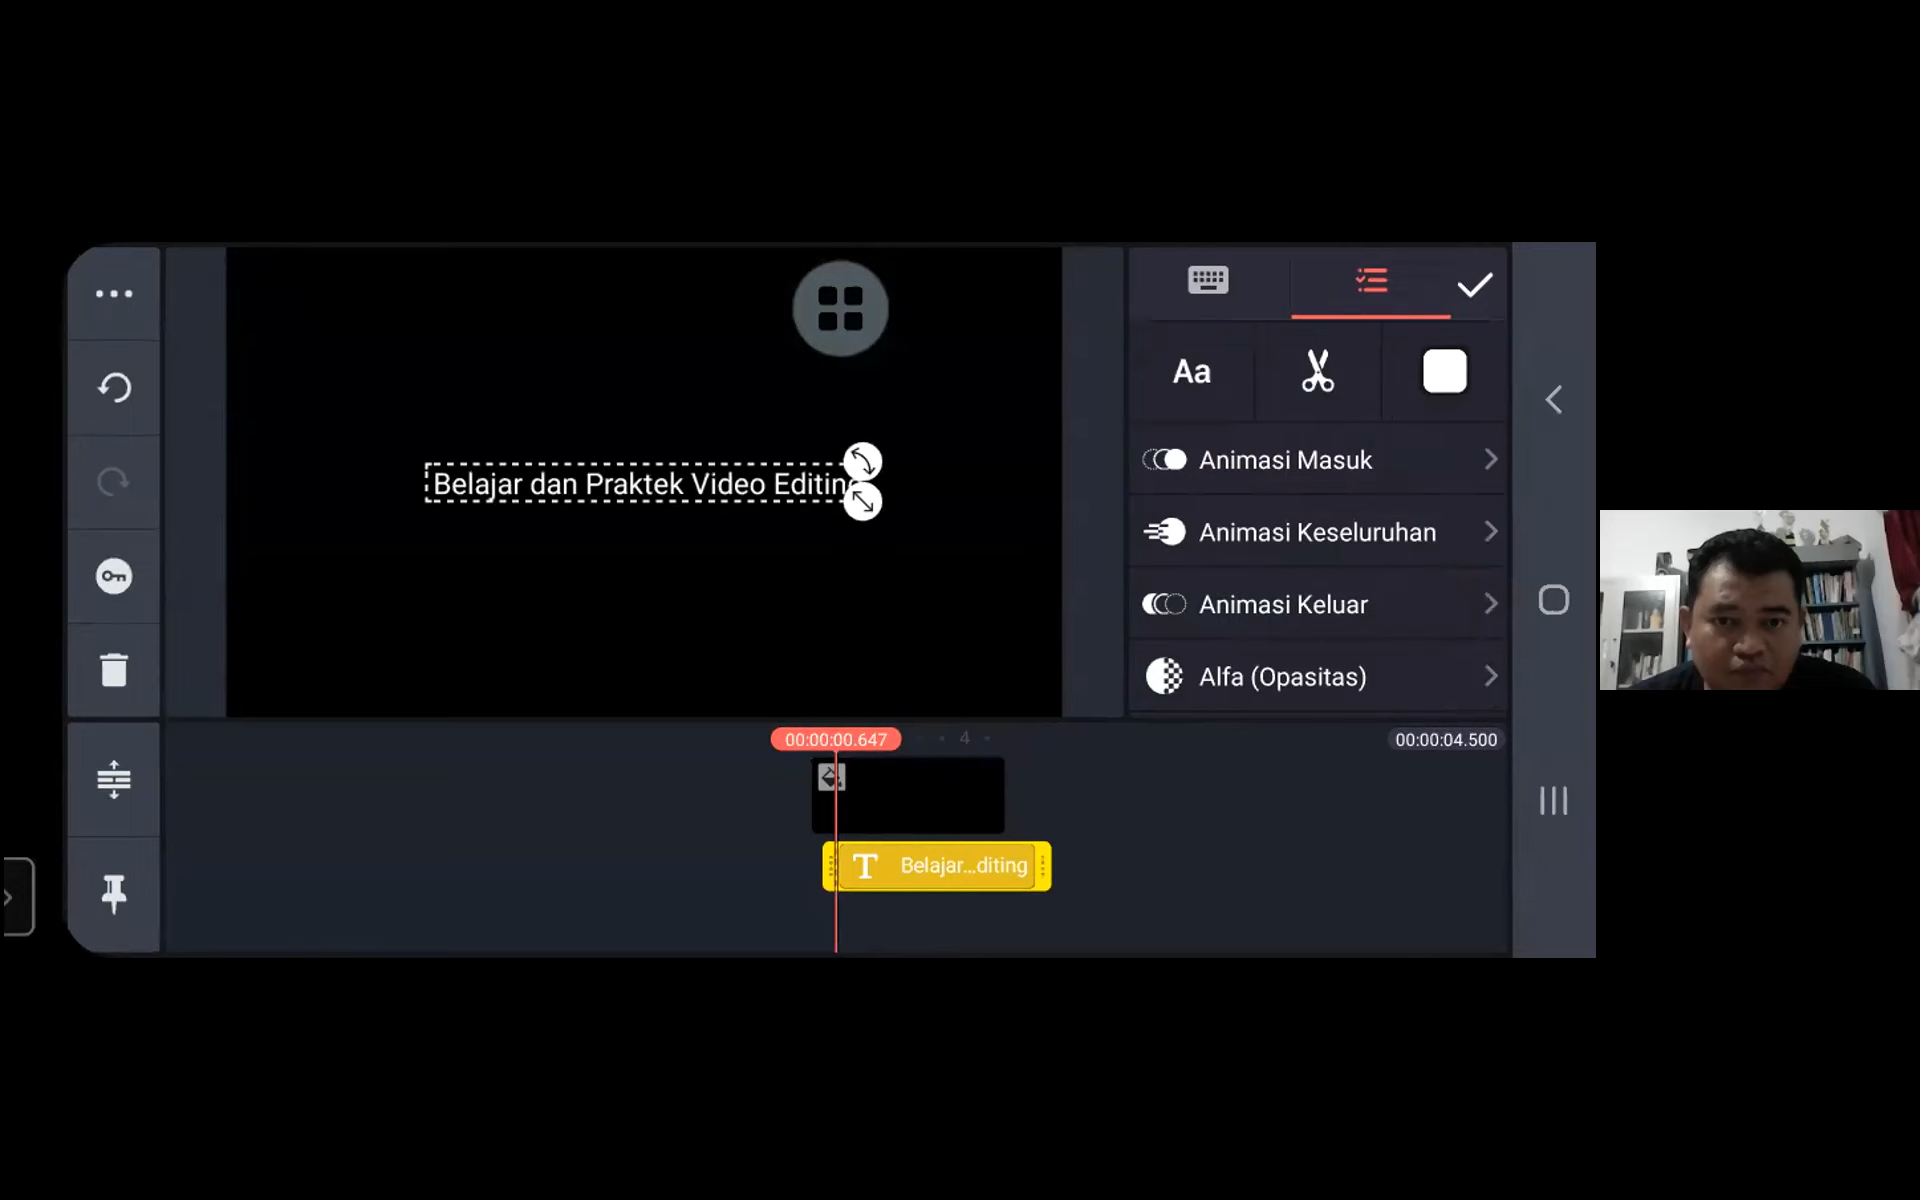 Belajar dan Praktek Video Editing
Aa
Animasi Masuk
Animasi Keseluruhan
Animasi Keluar
Alfa (Opasitas)
00:00:00.647
4
00:00:04.500
T Belajar...diting